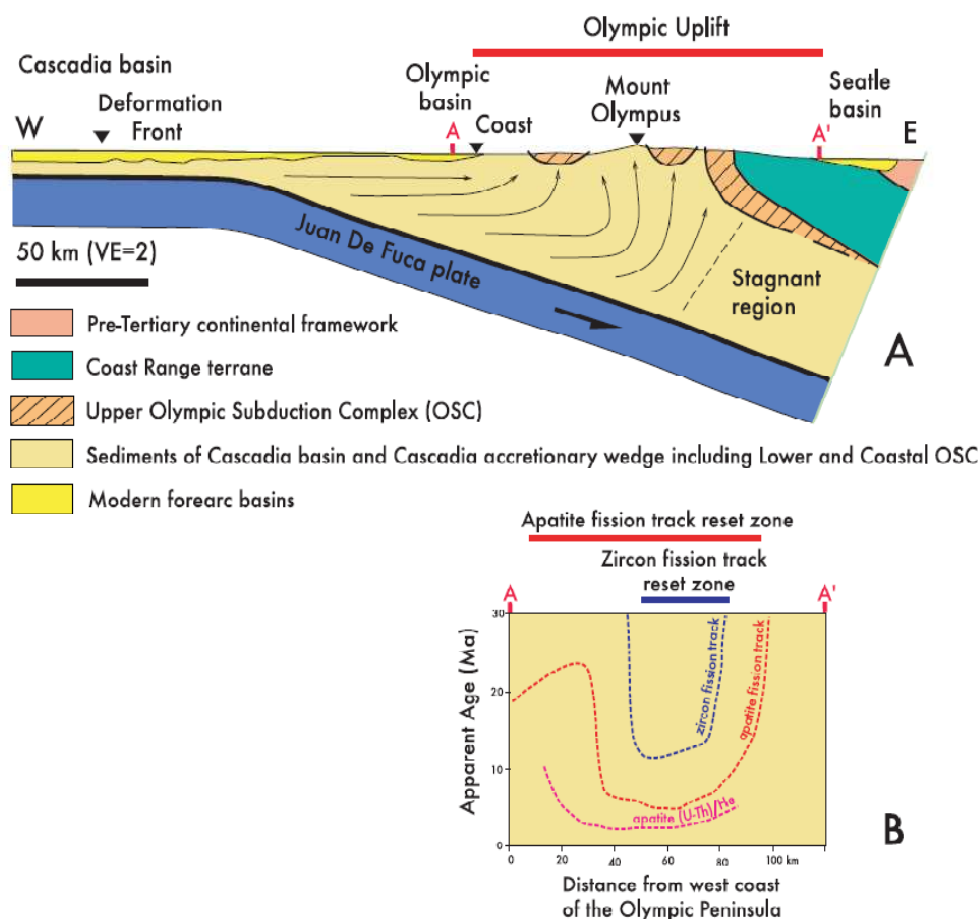 Olympic Uplift
Cascadia basin
Deformation
Front
Olympic
basin
Coast
Mount
Olympus
Seatle
basin
W
A
A'
E
Juan De Fuca plate
Stagnant
region
50 km (VE=2)
A
Pre-Tertiary continental framework
Coast Range terrane
Upper Olympic Subduction Complex (OSC)
Sediments of Cascadia basin and Cascadia accretionary wedge including Lower and Coastal OSC
Modern forearc basins
Apatite fission track reset zone
Zircon fission track
reset zone
A
A'
30
20
10
0
Apparent Age (Ma)
zircon fission track
apatite fission track
apatite (U-Th)/He
B
0 20 40 60 80 100 km
Distance from west coast
of the Olympic Peninsula